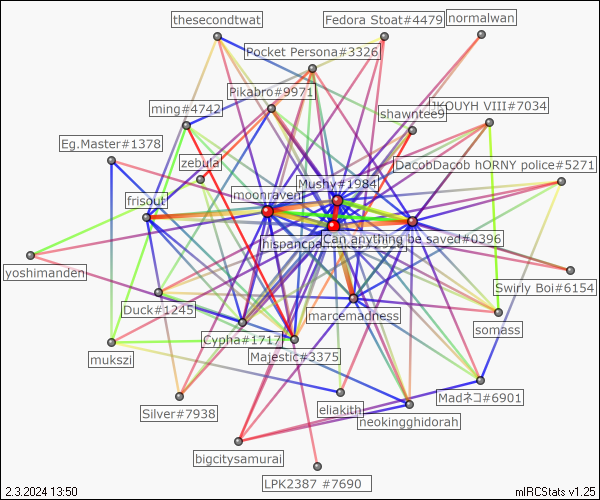 thesecondtwat
Fedora Stoat#4479
normalwan
Pocket Persona#3326
Pikabro#9971
ming#4742
shawntee9
KOUYH VIII#7034
Eg.Master#1378
zebulal
DacobDacob hORNY police#5271
Mushy#1984
moonraven
frisout
hispancpar
Can anything be saved#0396
yoshimanden
Swirly Boi#6154
Duck#1245
marcemadness
somass
Cypha#1717
mukszi
Majestic#3375
Silver#7938
eliakith
Madネコ#6901
neokingghidorah
bigcitysamurai
LPK2387 #7690
2.3.2024 13:50
mIRCStats v1.25